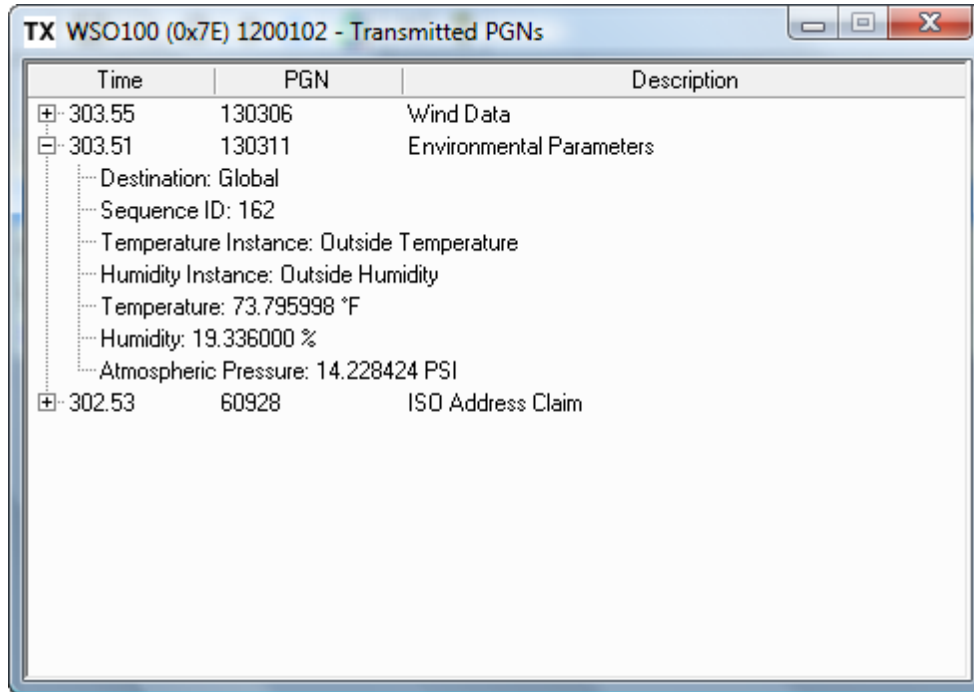 TX WSO100 (0x7E) 1200102 - Transmitted PGNs
Time PGN Description
303.55 130306 Wind Data
303.51 130311 Environmental Parameters
Destination: Global
Sequence ID: 162
Temperature Instance: Outside Temperature
Humidity Instance: Outside Humidity
Temperature: 73.795998 °F
Humidity: 19.336000 %
Atmospheric Pressure: 14.228424 PSI
302.53 60928 ISO Address Claim